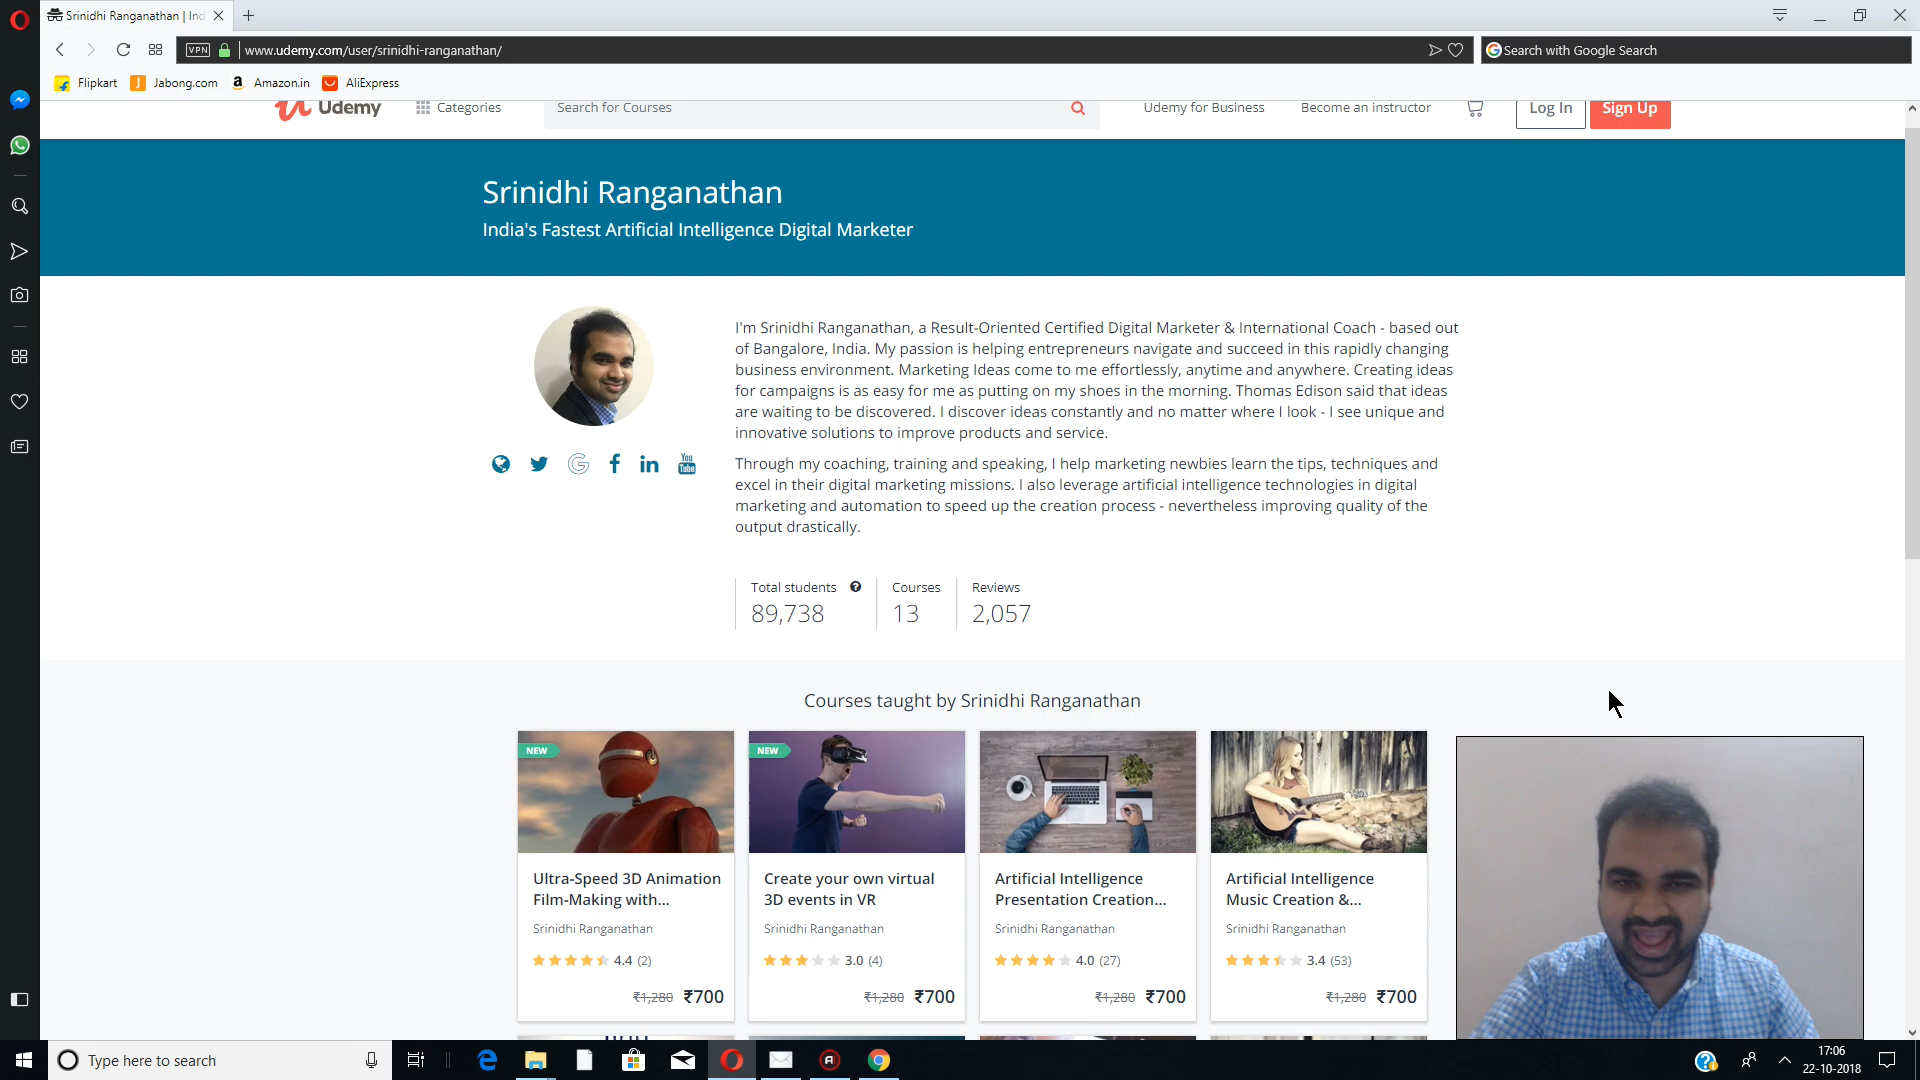 Srinidhi Ranganathan | Ind
VPN
www.udemy.com/user/srinidhi-ranganathan/
Search with Google Search
Flipkart
Jabong.com
Amazon.in
AliExpress
Udemy
Categories
Search for Courses
Udemy for Business
Become an Instructor
Log In
Sign Up
Srinidhi Ranganathan
India's Fastest Artificial Intelligence Digital Marketer
I'm Srinidhi Ranganathan, a Result-Oriented Certified Digital Marketer & International Coach - based out
of Bangalore, India. My passion is helping entrepreneurs navigate and succeed in this rapidly changing
business environment. Marketing Ideas come to me effortlessly, anytime and anywhere. Creating ideas
for campaigns is as easy for me as putting on my shoes in the morning. Thomas Edison said that ideas
are waiting to be discovered. I discover ideas constantly and no matter where I look - I see unique and
innovative solutions to improve products and service.
Through my coaching, training and speaking, I help marketing newbies learn the tips, techniques and
excel in their digital marketing missions. I also leverage artificial intelligence technologies in digital
marketing and automation to speed up the creation process - nevertheless improving quality of the
output drastically.
You
Tube
Total students
89,738
Courses
13
Reviews
2,057
Courses taught by Srinidhi Ranganathan
NEW
Ultra-Speed 3D Animation
Film-Making with...
Srinidhi Ranganathan
4.4 (2)
₹1,280 ₹700
NEW
Create your own virtual
3D events in VR
Srinidhi Ranganathan
3.0 (4)
₹1,280 ₹700
Artificial Intelligence
Presentation Creation...
Srinidhi Ranganathan
4.0 (27)
₹1,280 ₹700
Artificial Intelligence
Music Creation &...
Srinidhi Ranganathan
3.4 (53)
₹1,280 ₹700
Type here to search
17:06
22-10-2018